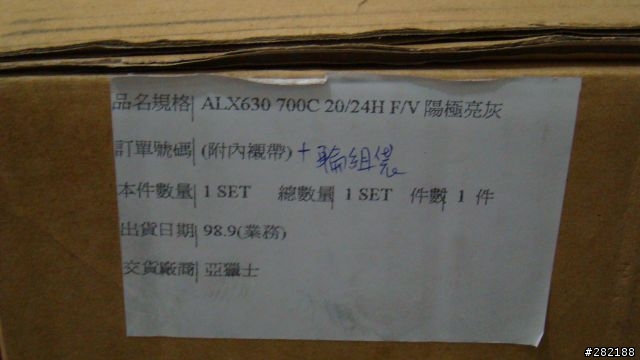 品名規格 ALX630 700C 20/24H F/V 陽極亮灰
訂單號碼 (附內襯帶) + 輪組袋
本件數量 1 SET 總數量 1 SET 件數 1 件
出貨日期 98.9(業務)
交貨廠商 亞獵士
#282188